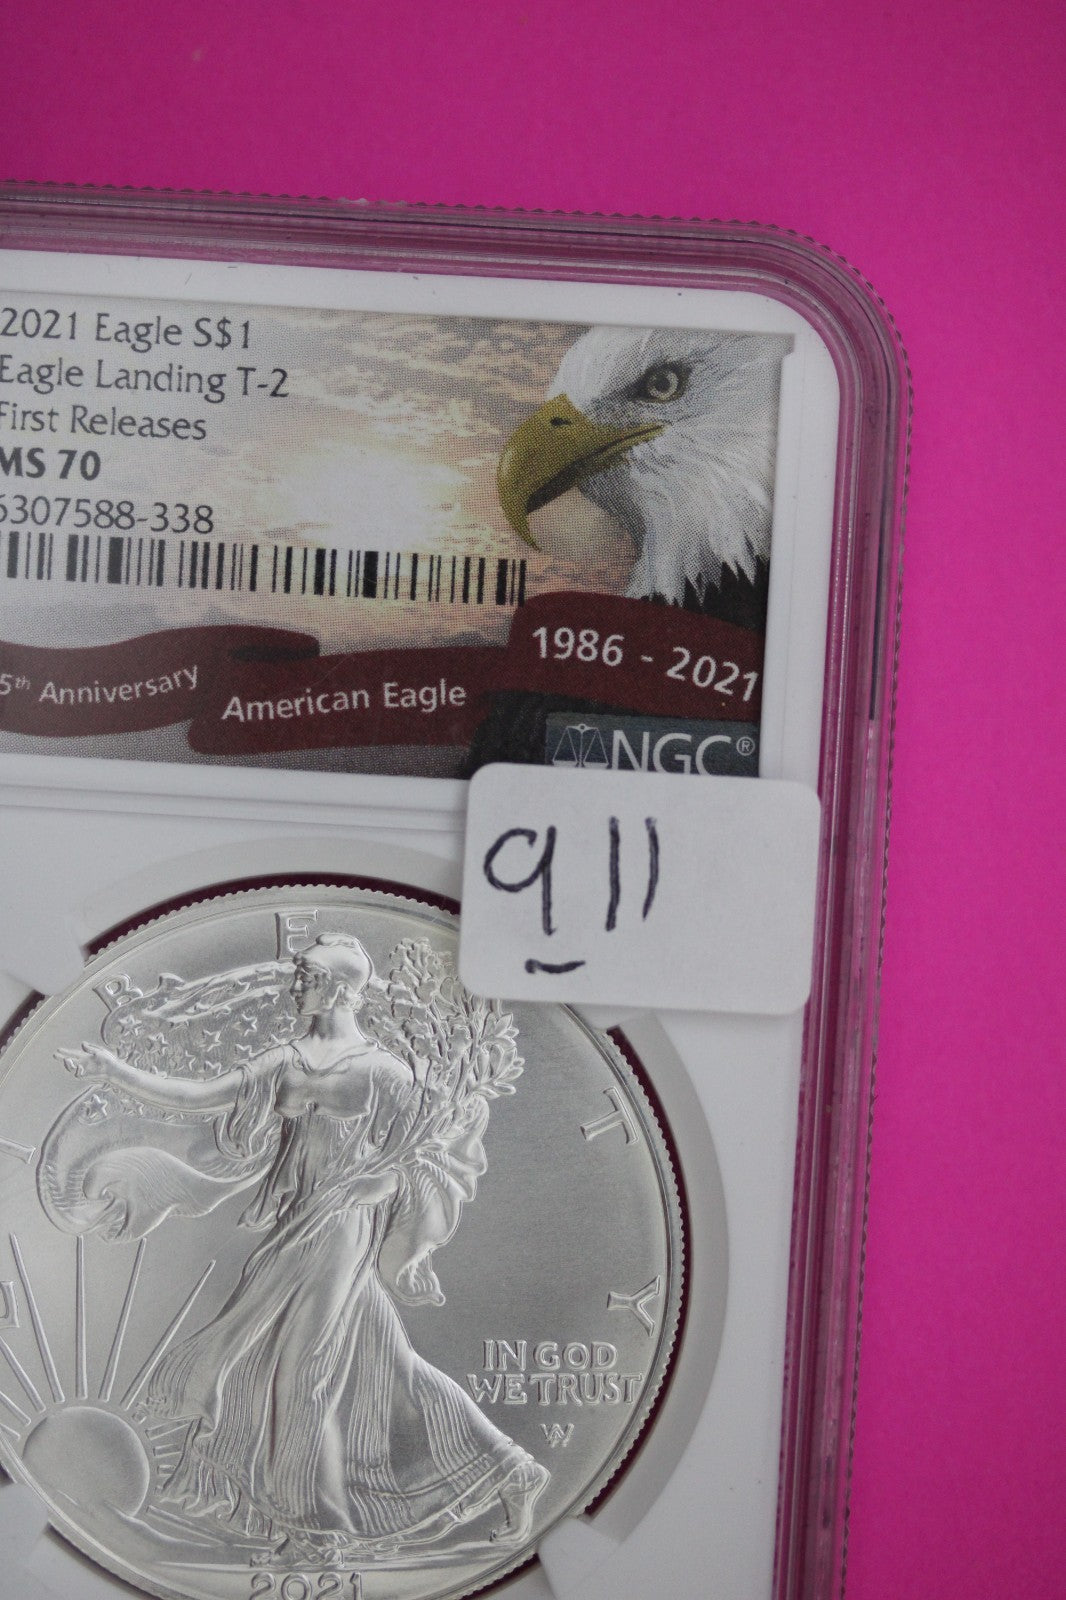 2021 Eagle S$1
Eagle Landing T-2
First Releases
MS 70
6307588-338
5th Anniversary
American Eagle
1986 - 2021
NGC®
911
LIBERTY
IN GOD
WE TRUST
2021